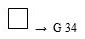 □ → G 34